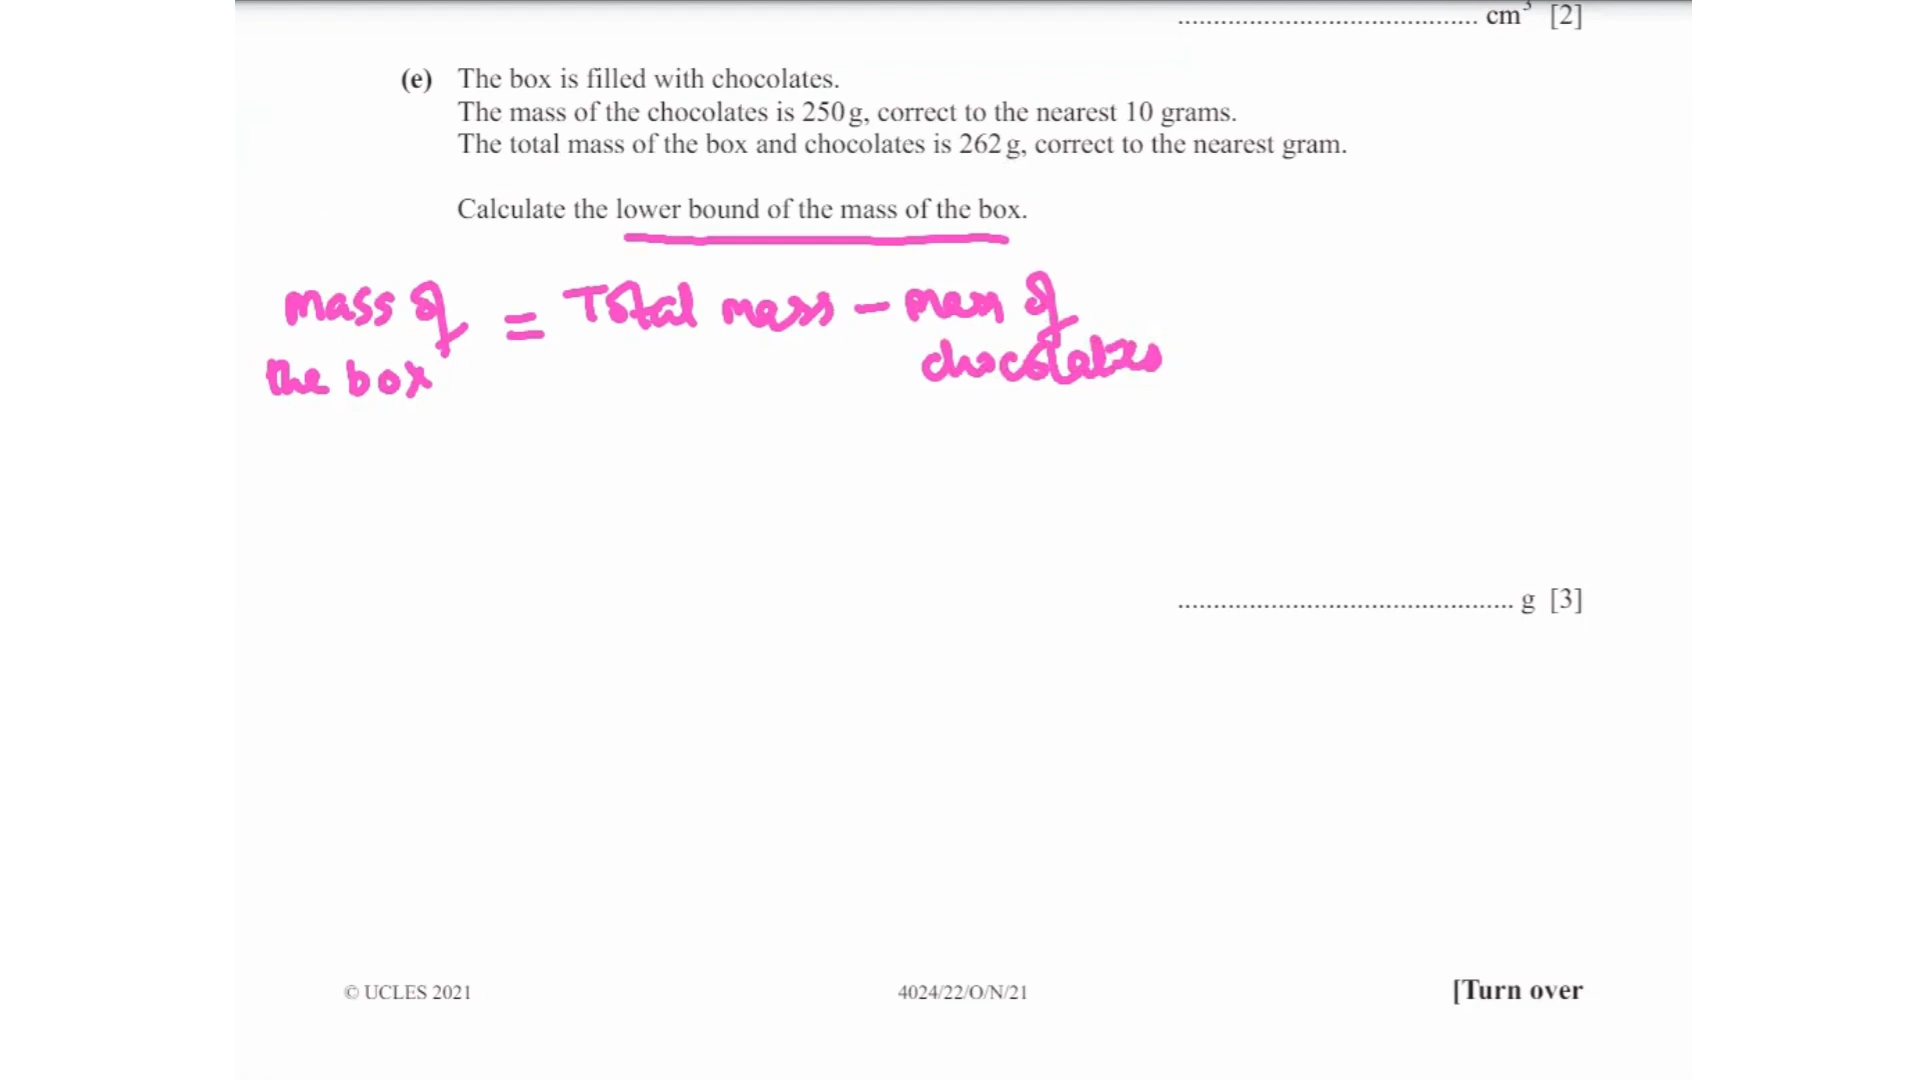 ........................................ cm³ [2]
(e) The box is filled with chocolates.
The mass of the chocolates is 250 g, correct to the nearest 10 grams.
The total mass of the box and chocolates is 262 g, correct to the nearest gram.
Calculate the lower bound of the mass of the box.
mass of the box = Total mass - mass of chocolates
............................................. g [3]
© UCLES 2021 4024/22/O/N/21 [Turn over